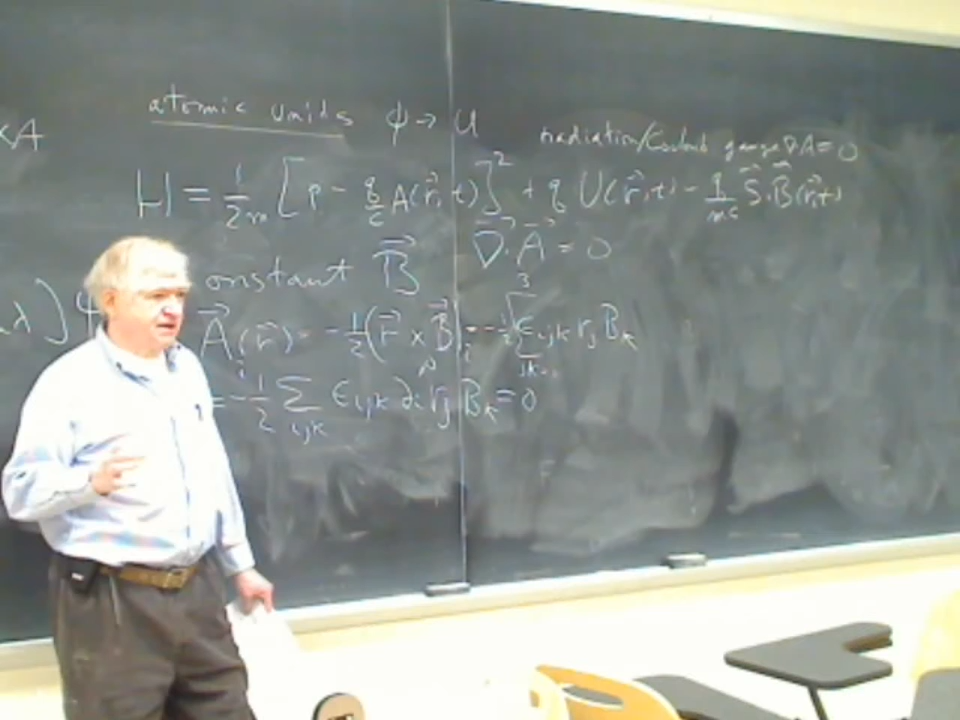 atomic units ϕ → U
radiation/Coulomb gauge ∇A = 0
×A
H = 1/2m [P - q/c A(r⃗,t)]² + q U(r⃗,t) - q/mc S⃗·B⃗(r⃗,t)
onstant B⃗ ∇⃗·A⃗ = 0
A⃗(r⃗) = -1/2 (r⃗ × B⃗)i = -1/2 Σ εijk rj Bk
= -1/2 Σijk εijk ∂i rj Bk = 0